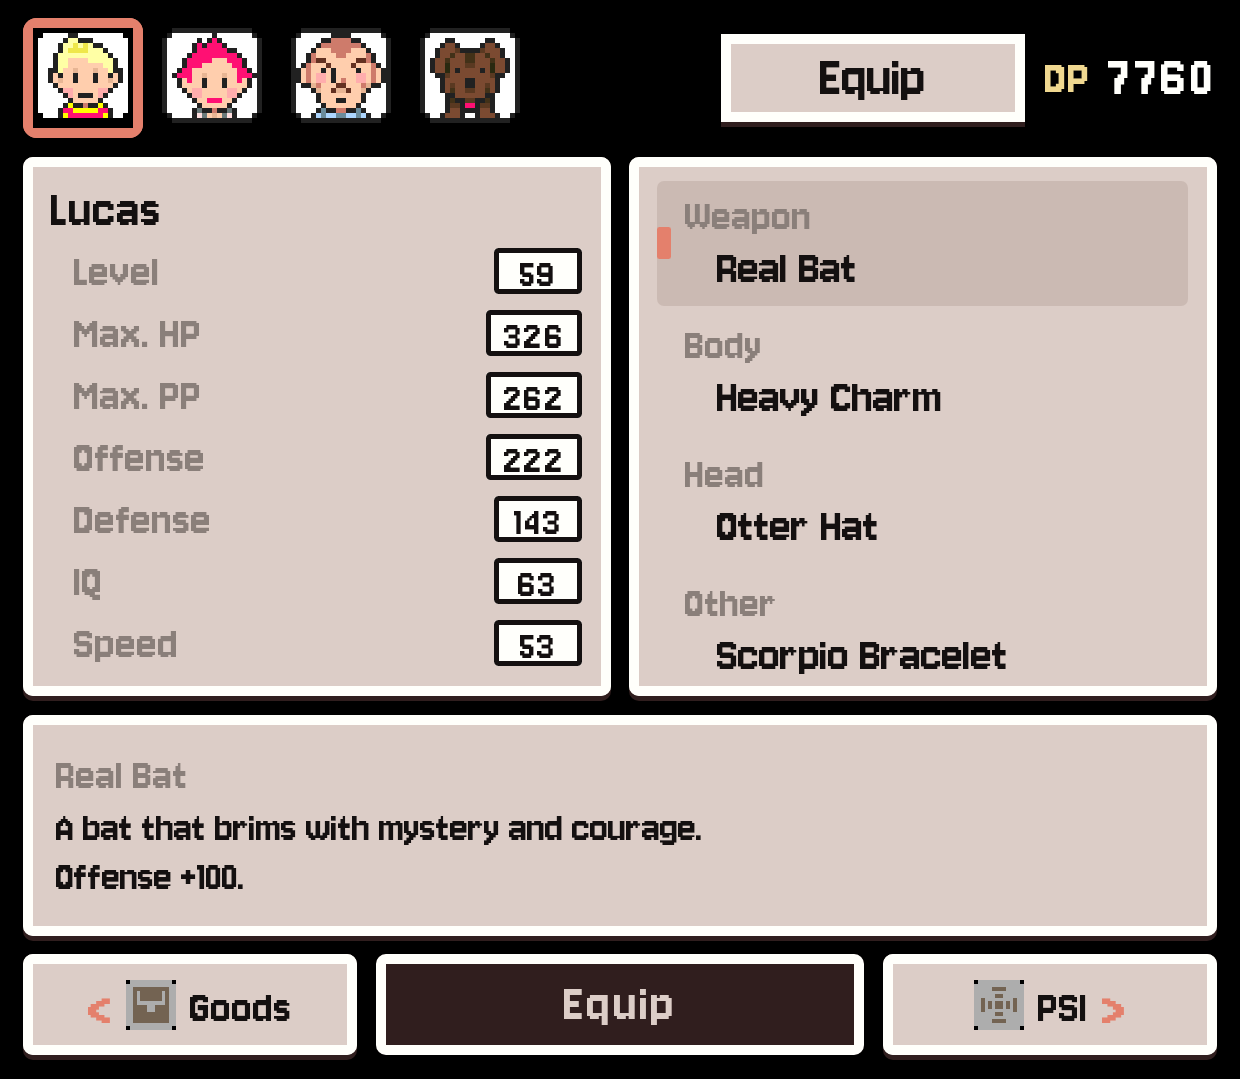 Equip
DP 7760
Lucas
Level 59
Max. HP 326
Max. PP 262
Offense 222
Defense 143
IQ 63
Speed 53
Weapon
Real Bat
Body
Heavy Charm
Head
Otter Hat
Other
Scorpio Bracelet
Real Bat
A bat that brims with mystery and courage.
Offense +100.
< Goods
Equip
PSI >